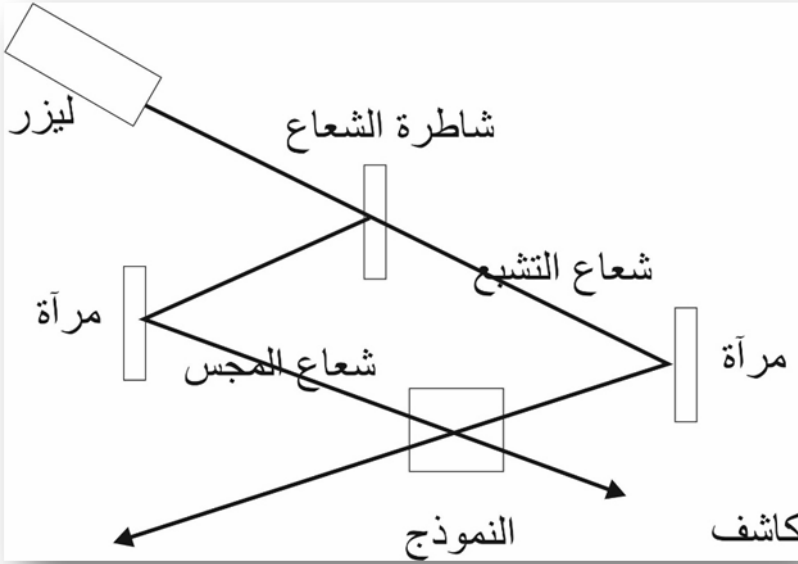 ليزر
شاطرة الشعاع
شعاع التشبع
مرآة
مرآة
شعاع المجس
النموذج
كاشف